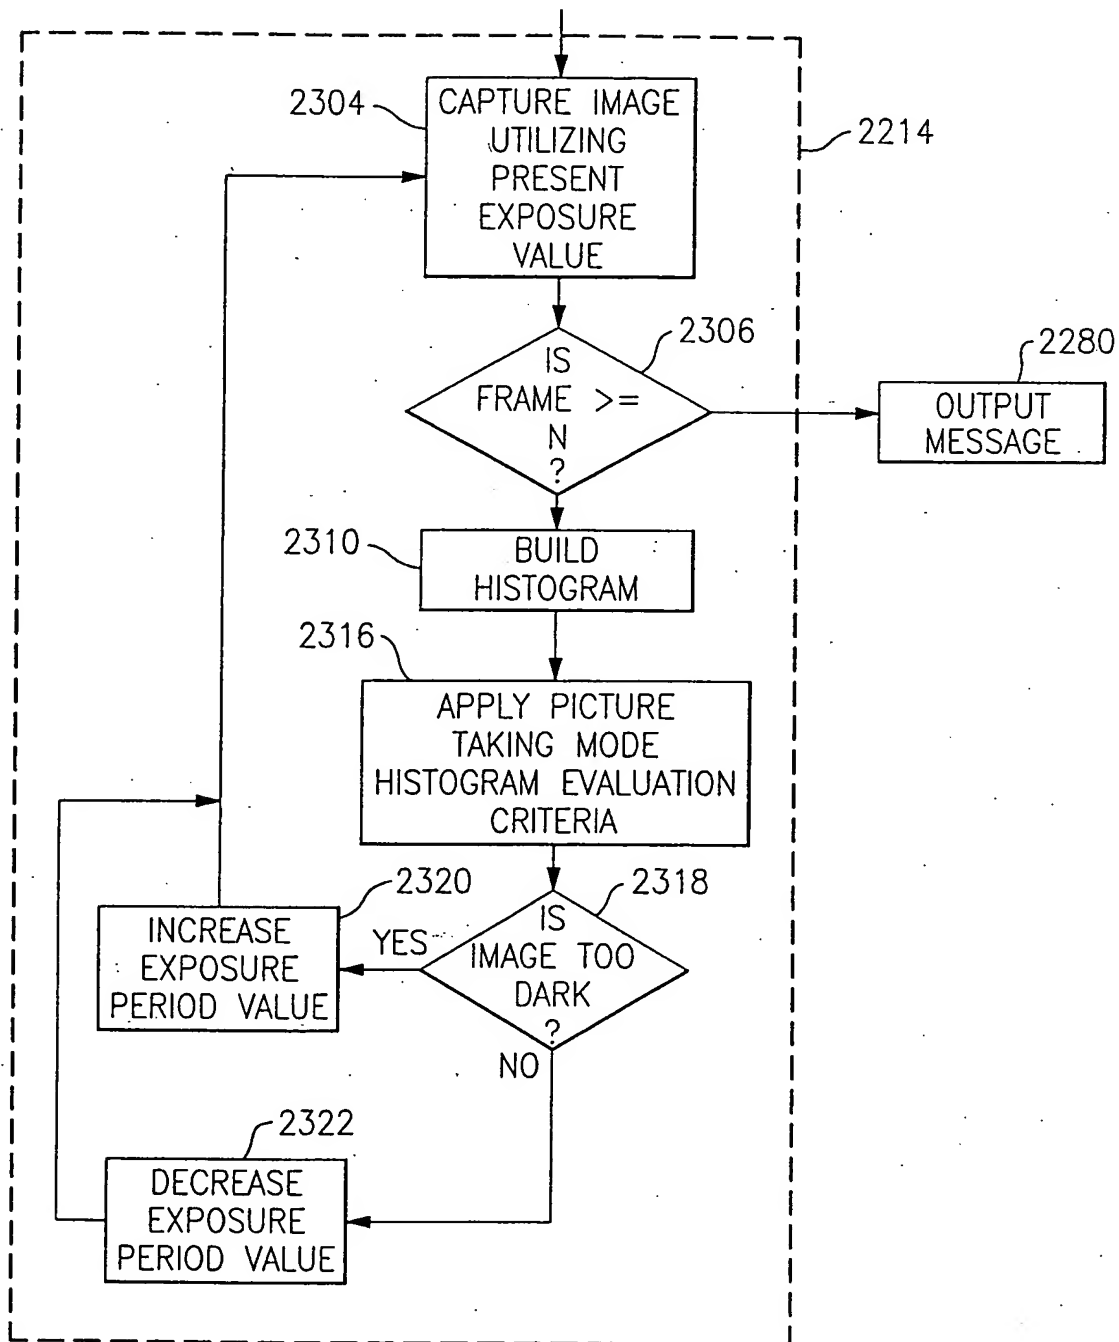 2304
CAPTURE IMAGE
UTILIZING
PRESENT
EXPOSURE
VALUE
2214
2306
IS
FRAME >=
N
?
2280
OUTPUT
MESSAGE
2310
BUILD
HISTOGRAM
2316
APPLY PICTURE
TAKING MODE
HISTOGRAM EVALUATION
CRITERIA
2318
IS
IMAGE TOO
DARK
?
YES
NO
2320
INCREASE
EXPOSURE
PERIOD VALUE
2322
DECREASE
EXPOSURE
PERIOD VALUE